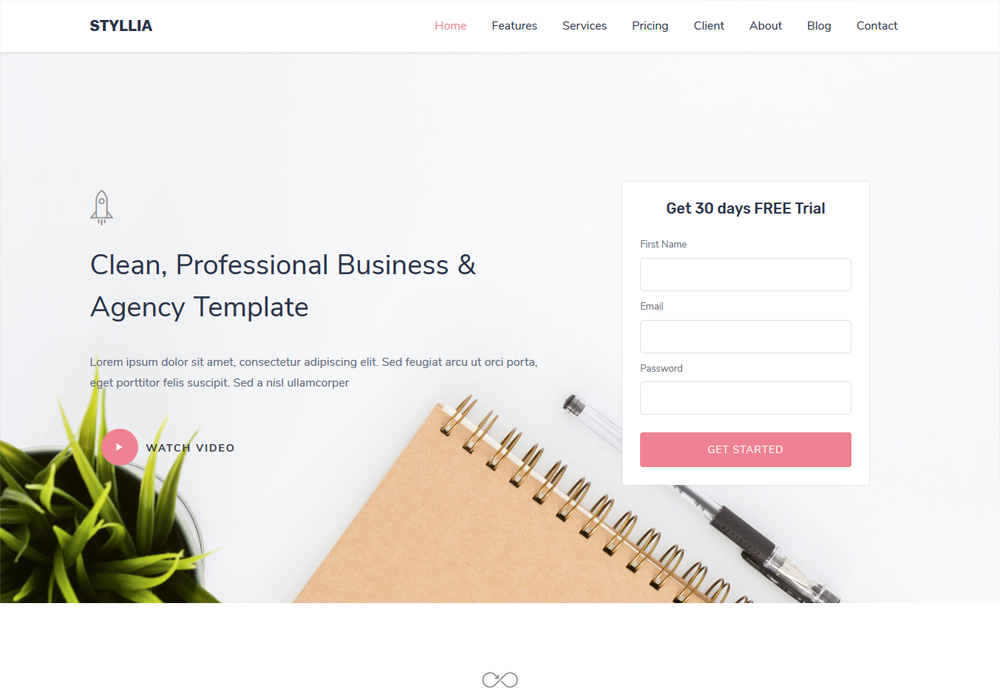 STYLLIA
Home Features Services Pricing Client About Blog Contact
Clean, Professional Business &
Agency Template
Lorem ipsum dolor sit amet, consectetur adipiscing elit. Sed feugiat arcu ut orci porta,
eget porttitor felis suscipit. Sed a nisl ullamcorper
WATCH VIDEO
Get 30 days FREE Trial
First Name
Email
Password
GET STARTED